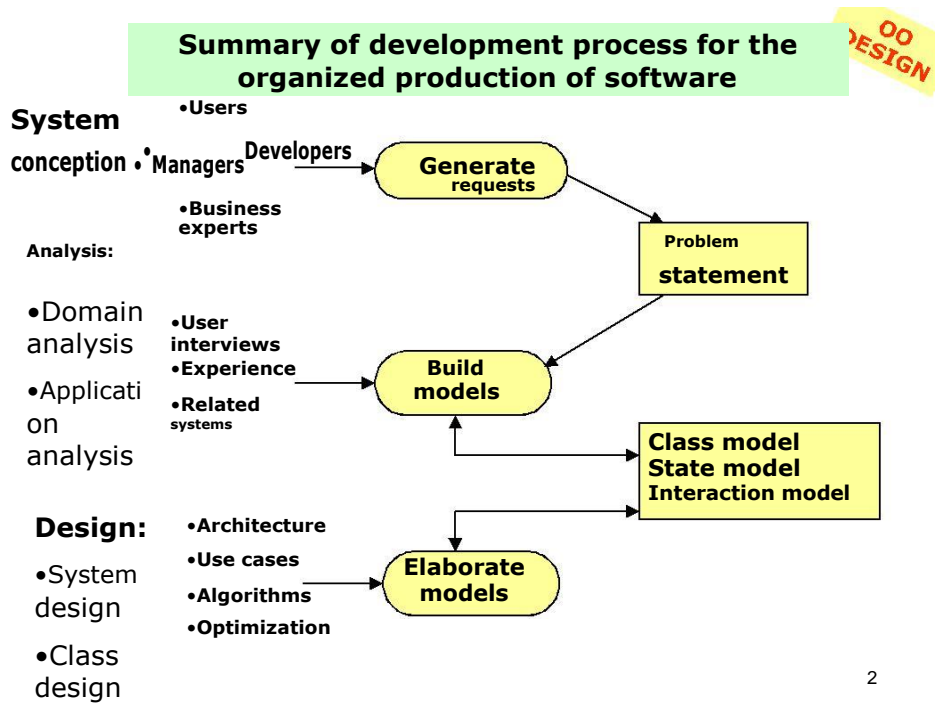 OO
DESIGN
Summary of development process for the
organized production of software
System
conception
•Users
•
•Managers
Developers
•Business
experts
Generate
requests
Problem
statement
Analysis:
•Domain
analysis
•Applicati
on
analysis
•User
interviews
•Experience
•Related
systems
Build
models
Class model
State model
Interaction model
Design:
•System
design
•Class
design
•Architecture
•Use cases
•Algorithms
•Optimization
Elaborate
models
2